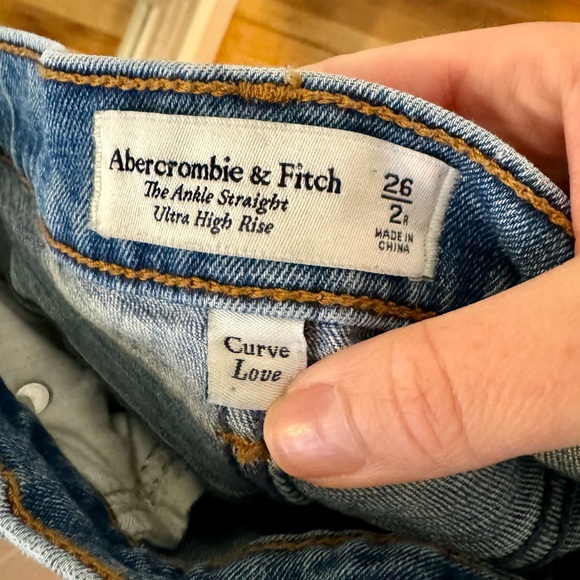 Abercrombie & Fitch
The Ankle Straight
Ultra High Rise
26
2R
MADE IN
CHINA
Curve
Love